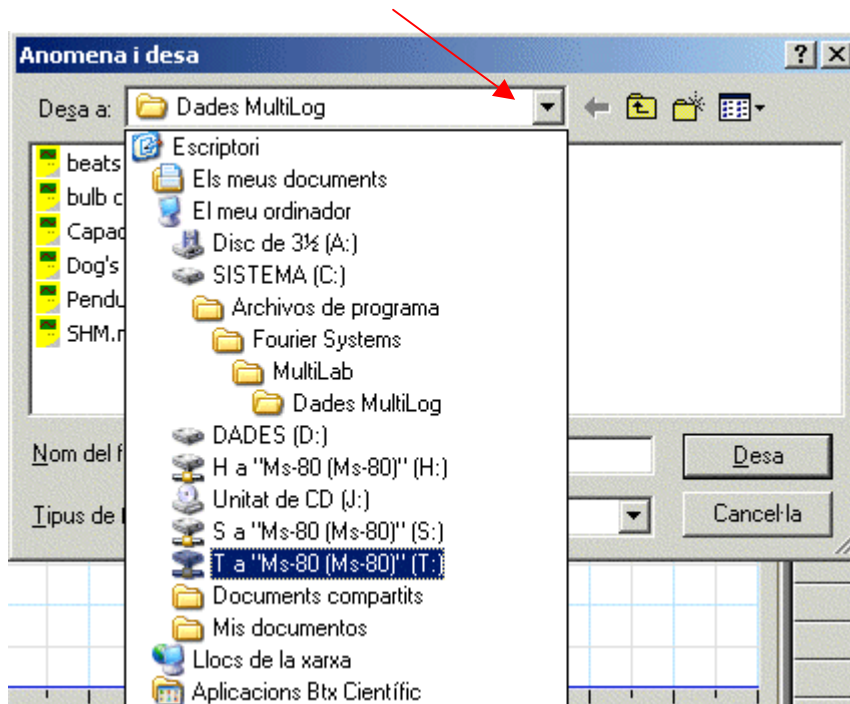 Anomena i desa
Desa a: Dades MultiLog
Escriptori
beats
Els meus documents
bulb c
El meu ordinador
Capac
Disc de 3½ (A:)
Dog's
SISTEMA (C:)
Pendu
Archivos de programa
SHM.r
Fourier Systems
MultiLab
Dades MultiLog
DADES (D:)
Nom del f
Desa
H a "Ms-80 (Ms-80)" (H:)
Unitat de CD (J:)
Tipus de
Cancel·la
S a "Ms-80 (Ms-80)" (S:)
T a "Ms-80 (Ms-80)" (T:)
Documents compartits
Mis documentos
Llocs de la xarxa
Aplicacions Btx Científic